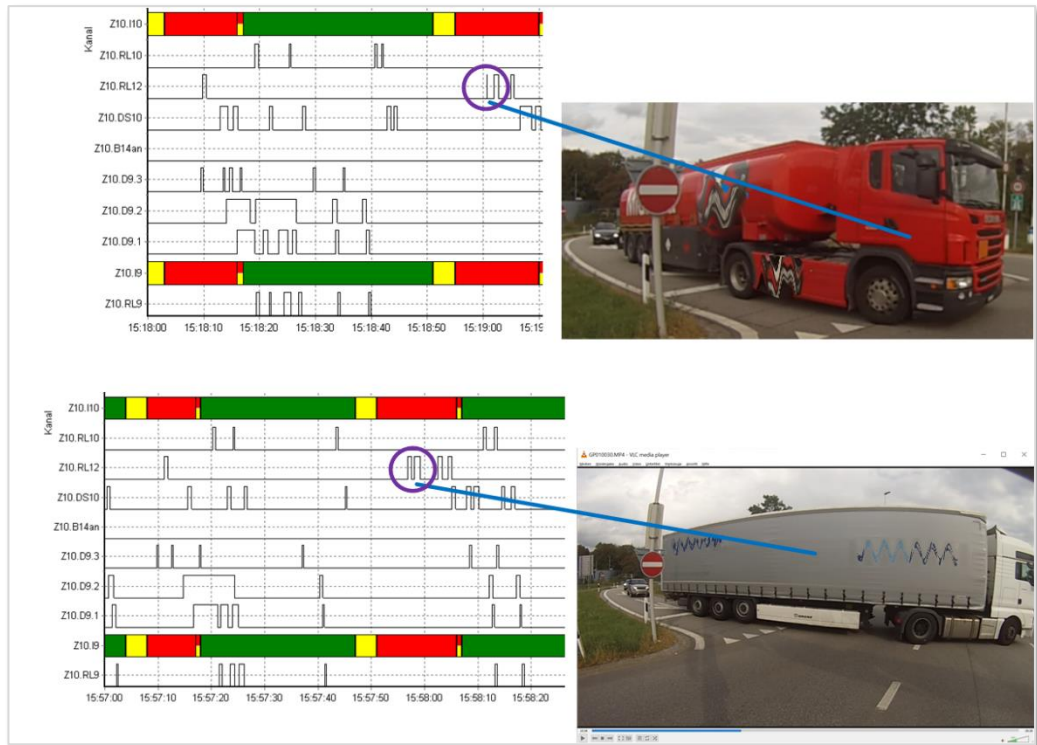 Kanal
Z10.I10
Z10.RL10
Z10.RL12
Z10.DS10
Z10.B14an
Z10.D9.3
Z10.D9.2
Z10.D9.1
Z10.I9
Z10.RL9
15:18:00 15:18:10 15:18:20 15:18:30 15:18:40 15:18:50 15:19:00 15:19
Kanal
Z10.I10
Z10.RL10
Z10.RL12
Z10.DS10
Z10.B14an
Z10.D9.3
Z10.D9.2
Z10.D9.1
Z10.I9
Z10.RL9
15:57:00 15:57:10 15:57:20 15:57:30 15:57:40 15:57:50 15:58:00 15:58:10 15:58:20
GP010030.MP4 - VLC media player